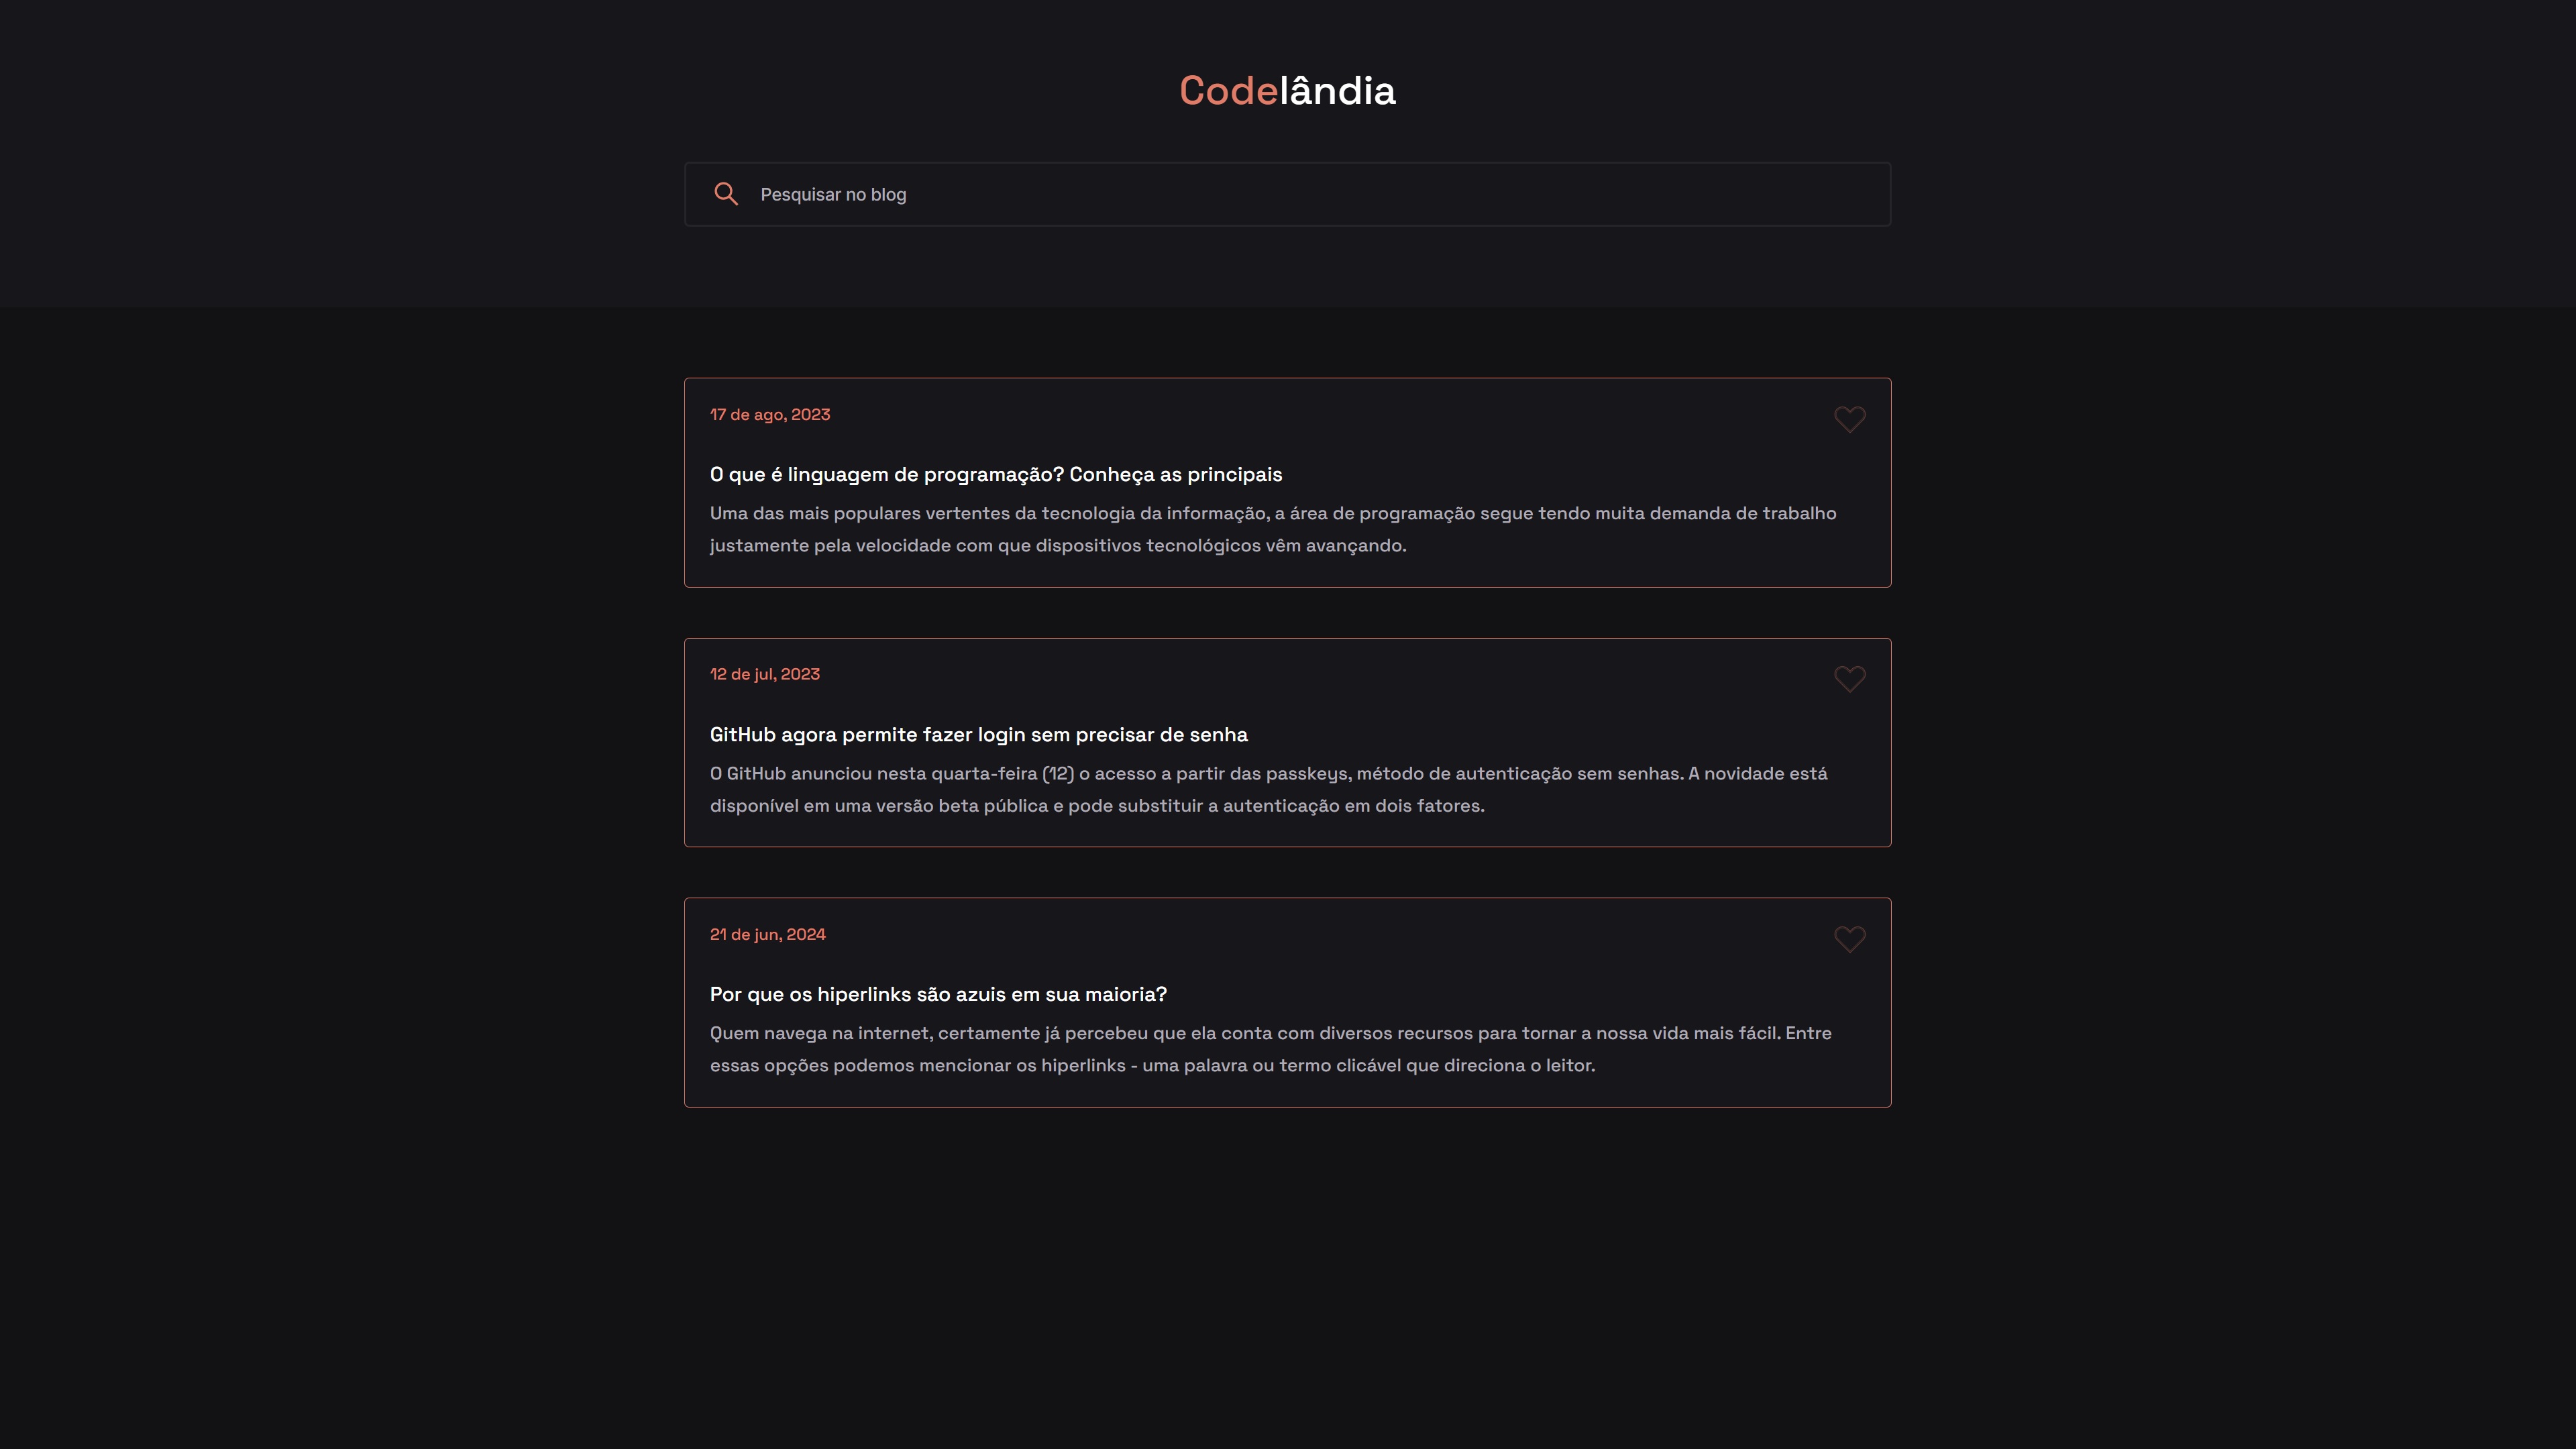 Codelândia
Pesquisar no blog
17 de ago, 2023
O que é linguagem de programação? Conheça as principais
Uma das mais populares vertentes da tecnologia da informação, a área de programação segue tendo muita demanda de trabalho
justamente pela velocidade com que dispositivos tecnológicos vêm avançando.
12 de jul, 2023
GitHub agora permite fazer login sem precisar de senha
O GitHub anunciou nesta quarta-feira (12) o acesso a partir das passkeys, método de autenticação sem senhas. A novidade está
disponível em uma versão beta pública e pode substituir a autenticação em dois fatores.
21 de jun, 2024
Por que os hiperlinks são azuis em sua maioria?
Quem navega na internet, certamente já percebeu que ela conta com diversos recursos para tornar a nossa vida mais fácil. Entre
essas opções podemos mencionar os hiperlinks - uma palavra ou termo clicável que direciona o leitor.